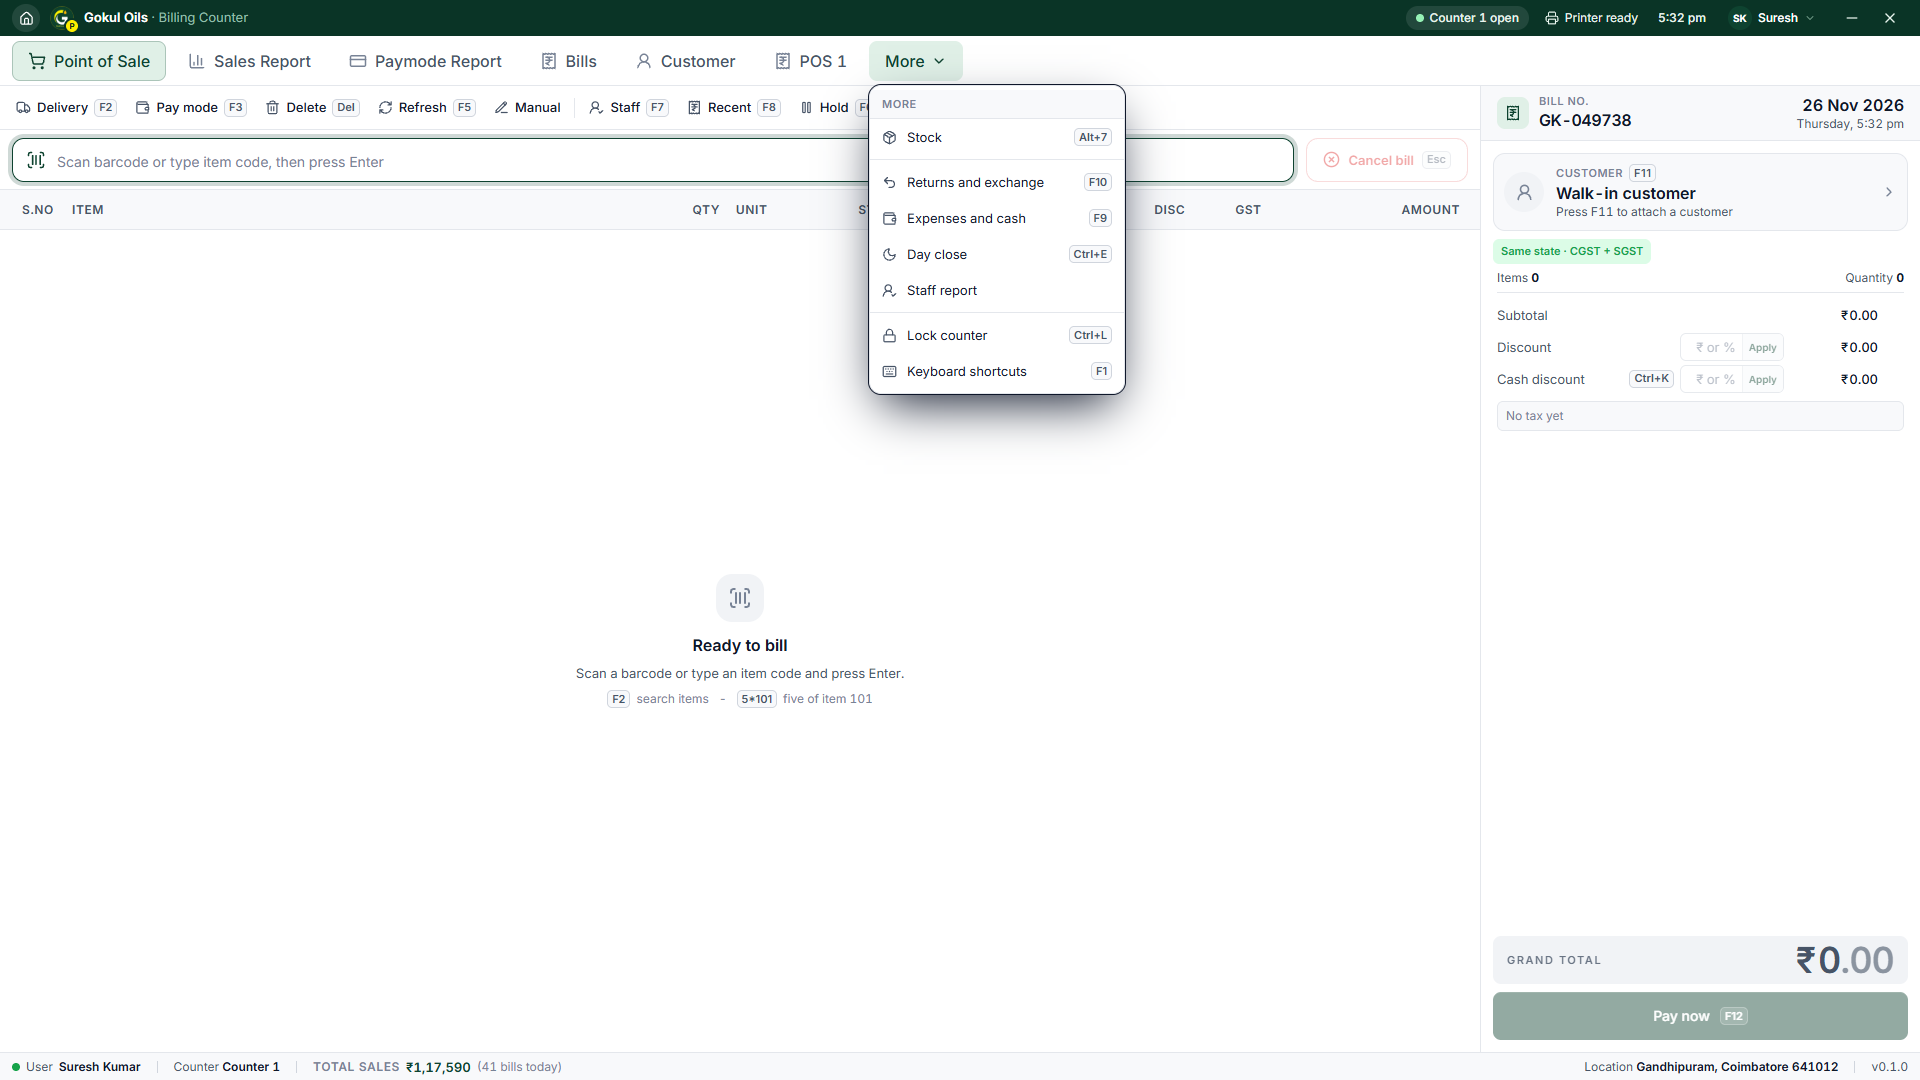 Gokul Oils · Billing Counter
Counter 1 open
Printer ready
5:32 pm
SK Suresh
Point of Sale
Sales Report
Paymode Report
Bills
Customer
POS 1
More
Delivery F2
Pay mode F3
Delete Del
Refresh F5
Manual
Staff F7
Recent F8
Hold
Scan barcode or type item code, then press Enter
Cancel bill Esc
S.NO ITEM QTY UNIT DISC GST AMOUNT
MORE
Stock Alt+7
Returns and exchange F10
Expenses and cash F9
Day close Ctrl+E
Staff report
Lock counter Ctrl+L
Keyboard shortcuts F1
Ready to bill
Scan a barcode or type an item code and press Enter.
F2 search items - 5*101 five of item 101
BILL NO.
GK-049738
26 Nov 2026
Thursday, 5:32 pm
CUSTOMER F11
Walk-in customer
Press F11 to attach a customer
Same state · CGST + SGST
Items 0 Quantity 0
Subtotal ₹0.00
Discount ₹ or % Apply ₹0.00
Cash discount Ctrl+K ₹ or % Apply ₹0.00
No tax yet
GRAND TOTAL ₹0.00
Pay now F12
User Suresh Kumar Counter Counter 1 TOTAL SALES ₹1,17,590 (41 bills today)
Location Gandhipuram, Coimbatore 641012 v0.1.0